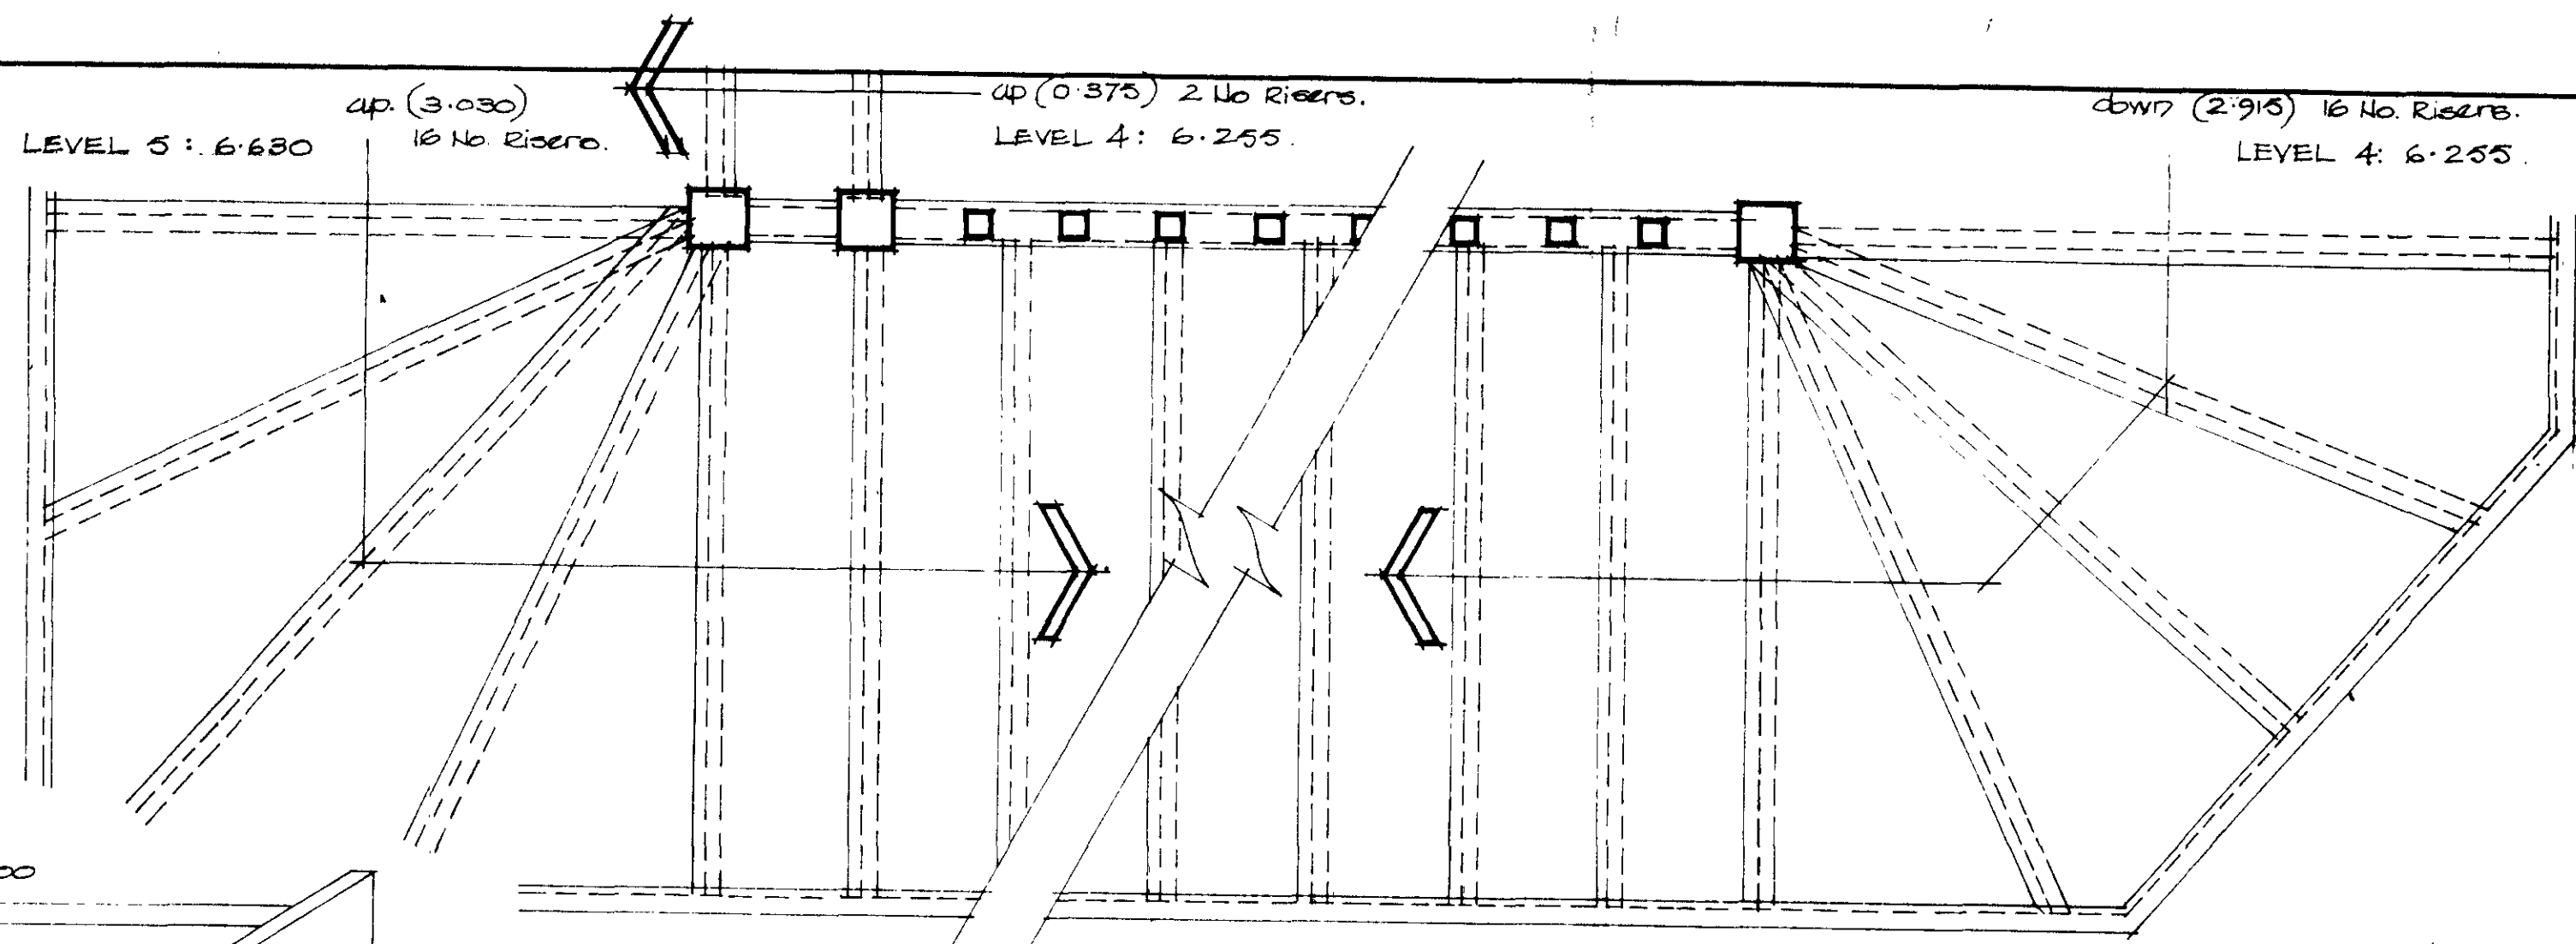 up. (3.030)
16 No. Risers.
LEVEL 5 : 6.630
up (0.375) 2 No Risers.
LEVEL 4: 6.255.
down (2.915) 16 No. Risers.
LEVEL 4: 6.255.
00